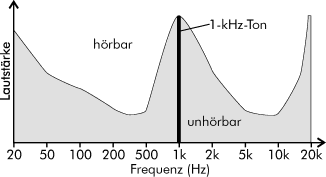 Lautstärke
hörbar
1-kHz-Ton
unhörbar
20 50 100 200 500 1k 2k 5k 10k 20k
Frequenz (Hz)